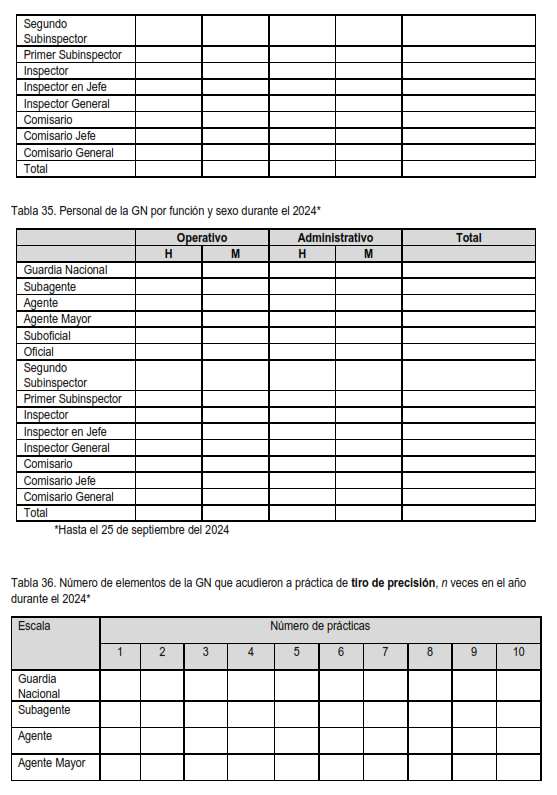 Segundo
Subinspector
Primer Subinspector
Inspector
Inspector en Jefe
Inspector General
Comisario
Comisario Jefe
Comisario General
Total
Tabla 35. Personal de la GN por función y sexo durante el 2024*
Operativo Administrativo Total
H M H M
Guardia Nacional
Subagente
Agente
Agente Mayor
Suboficial
Oficial
Segundo
Subinspector
Primer Subinspector
Inspector
Inspector en Jefe
Inspector General
Comisario
Comisario Jefe
Comisario General
Total
*Hasta el 25 de septiembre del 2024
Tabla 36. Número de elementos de la GN que acudieron a práctica de tiro de precisión, n veces en el año
durante el 2024*
Escala Número de prácticas
1 2 3 4 5 6 7 8 9 10
Guardia
Nacional
Subagente
Agente
Agente Mayor